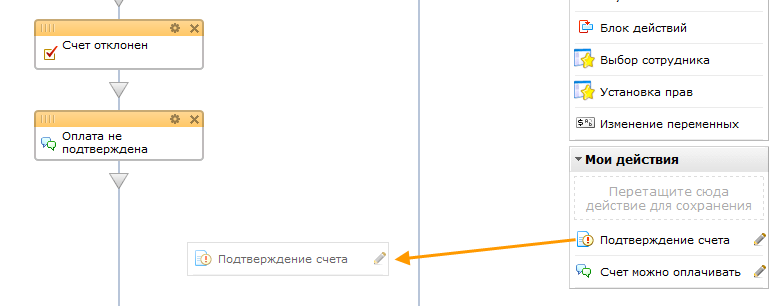 Счет отклонен
Оплата не
подтверждена
Подтверждение счета
Блок действий
Выбор сотрудника
Установка прав
Изменение переменных
Мои действия
Перетащите сюда
действие для сохранения
Подтверждение счета
Счет можно оплачивать